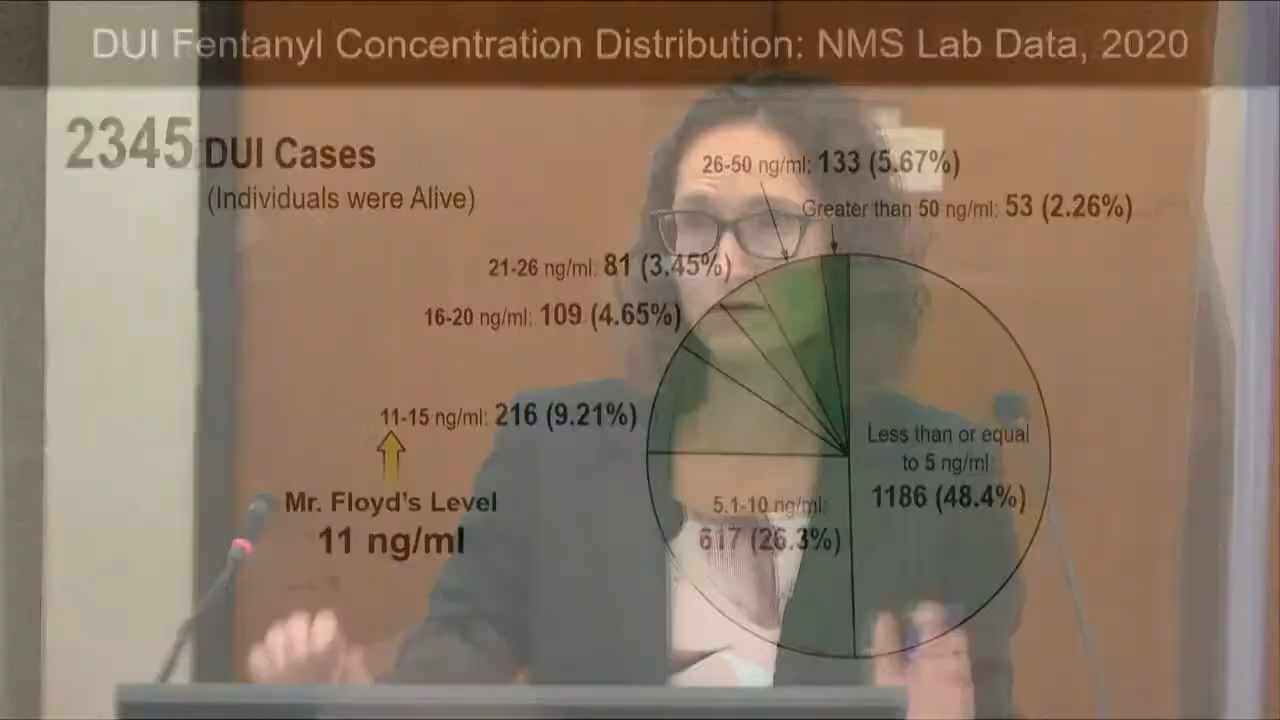 DUI Fentanyl Concentration Distribution: NMS Lab Data, 2020
2345 DUI Cases
(Individuals were Alive)
26-50 ng/ml: 133 (5.67%)
Greater than 50 ng/ml: 53 (2.26%)
21-26 ng/ml: 81 (3.45%)
16-20 ng/ml: 109 (4.65%)
11-15 ng/ml: 216 (9.21%)
Mr. Floyd's Level
11 ng/ml
Less than or equal
to 5 ng/ml
1186 (48.4%)
5.1-10 ng/ml:
617 (26.3%)